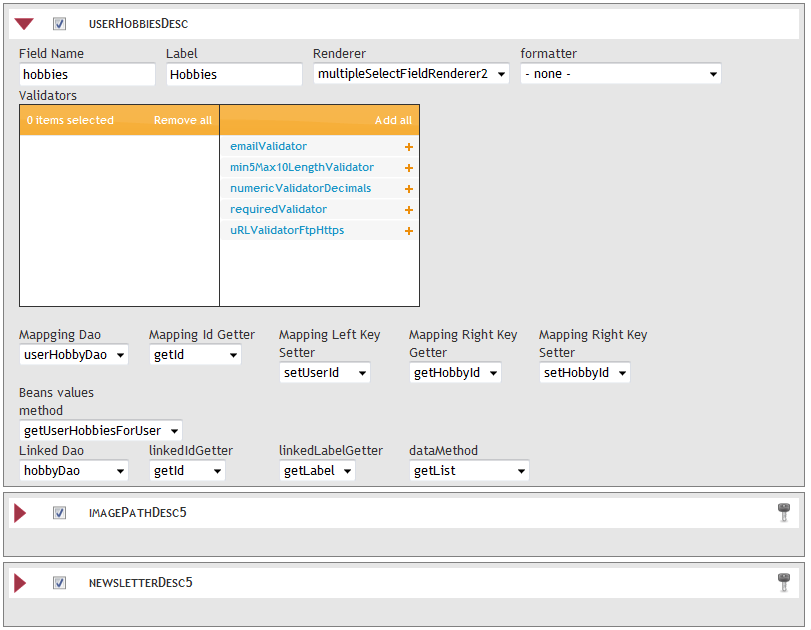 userHobbiesDesc
Field Name Label Renderer formatter
hobbies Hobbies multipleSelectFieldRenderer2 - none -
Validators
0 items selected Remove all Add all
emailValidator
min5Max10LengthValidator
numericValidatorDecimals
requiredValidator
uRLValidatorFtpHttps
Mappging Dao Mapping Id Getter Mapping Left Key Setter Mapping Right Key Getter Mapping Right Key Setter
userHobbyDao getId setUserId getHobbyId setHobbyId
Beans values
method
getUserHobbiesForUser
Linked Dao linkedIdGetter linkedLabelGetter dataMethod
hobbyDao getId getLabel getList
imagePathDesc5
newsletterDesc5